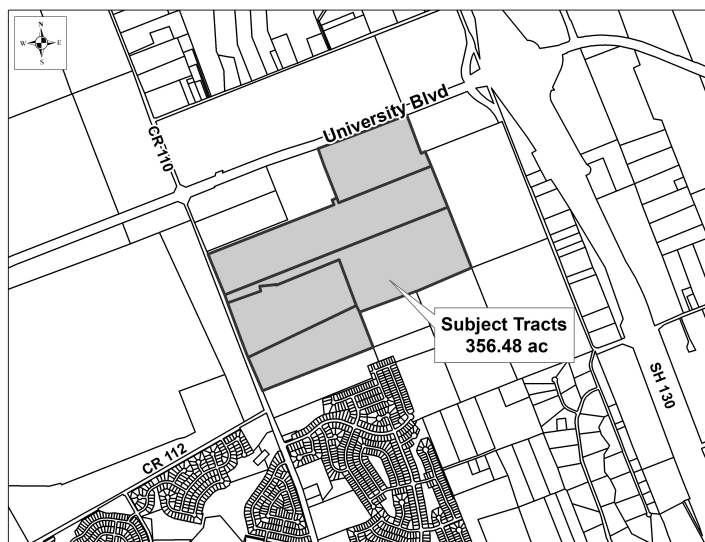 N
W E
S
University Blvd
CR 110
Subject Tracts
356.48 ac
SH 130
CR 112